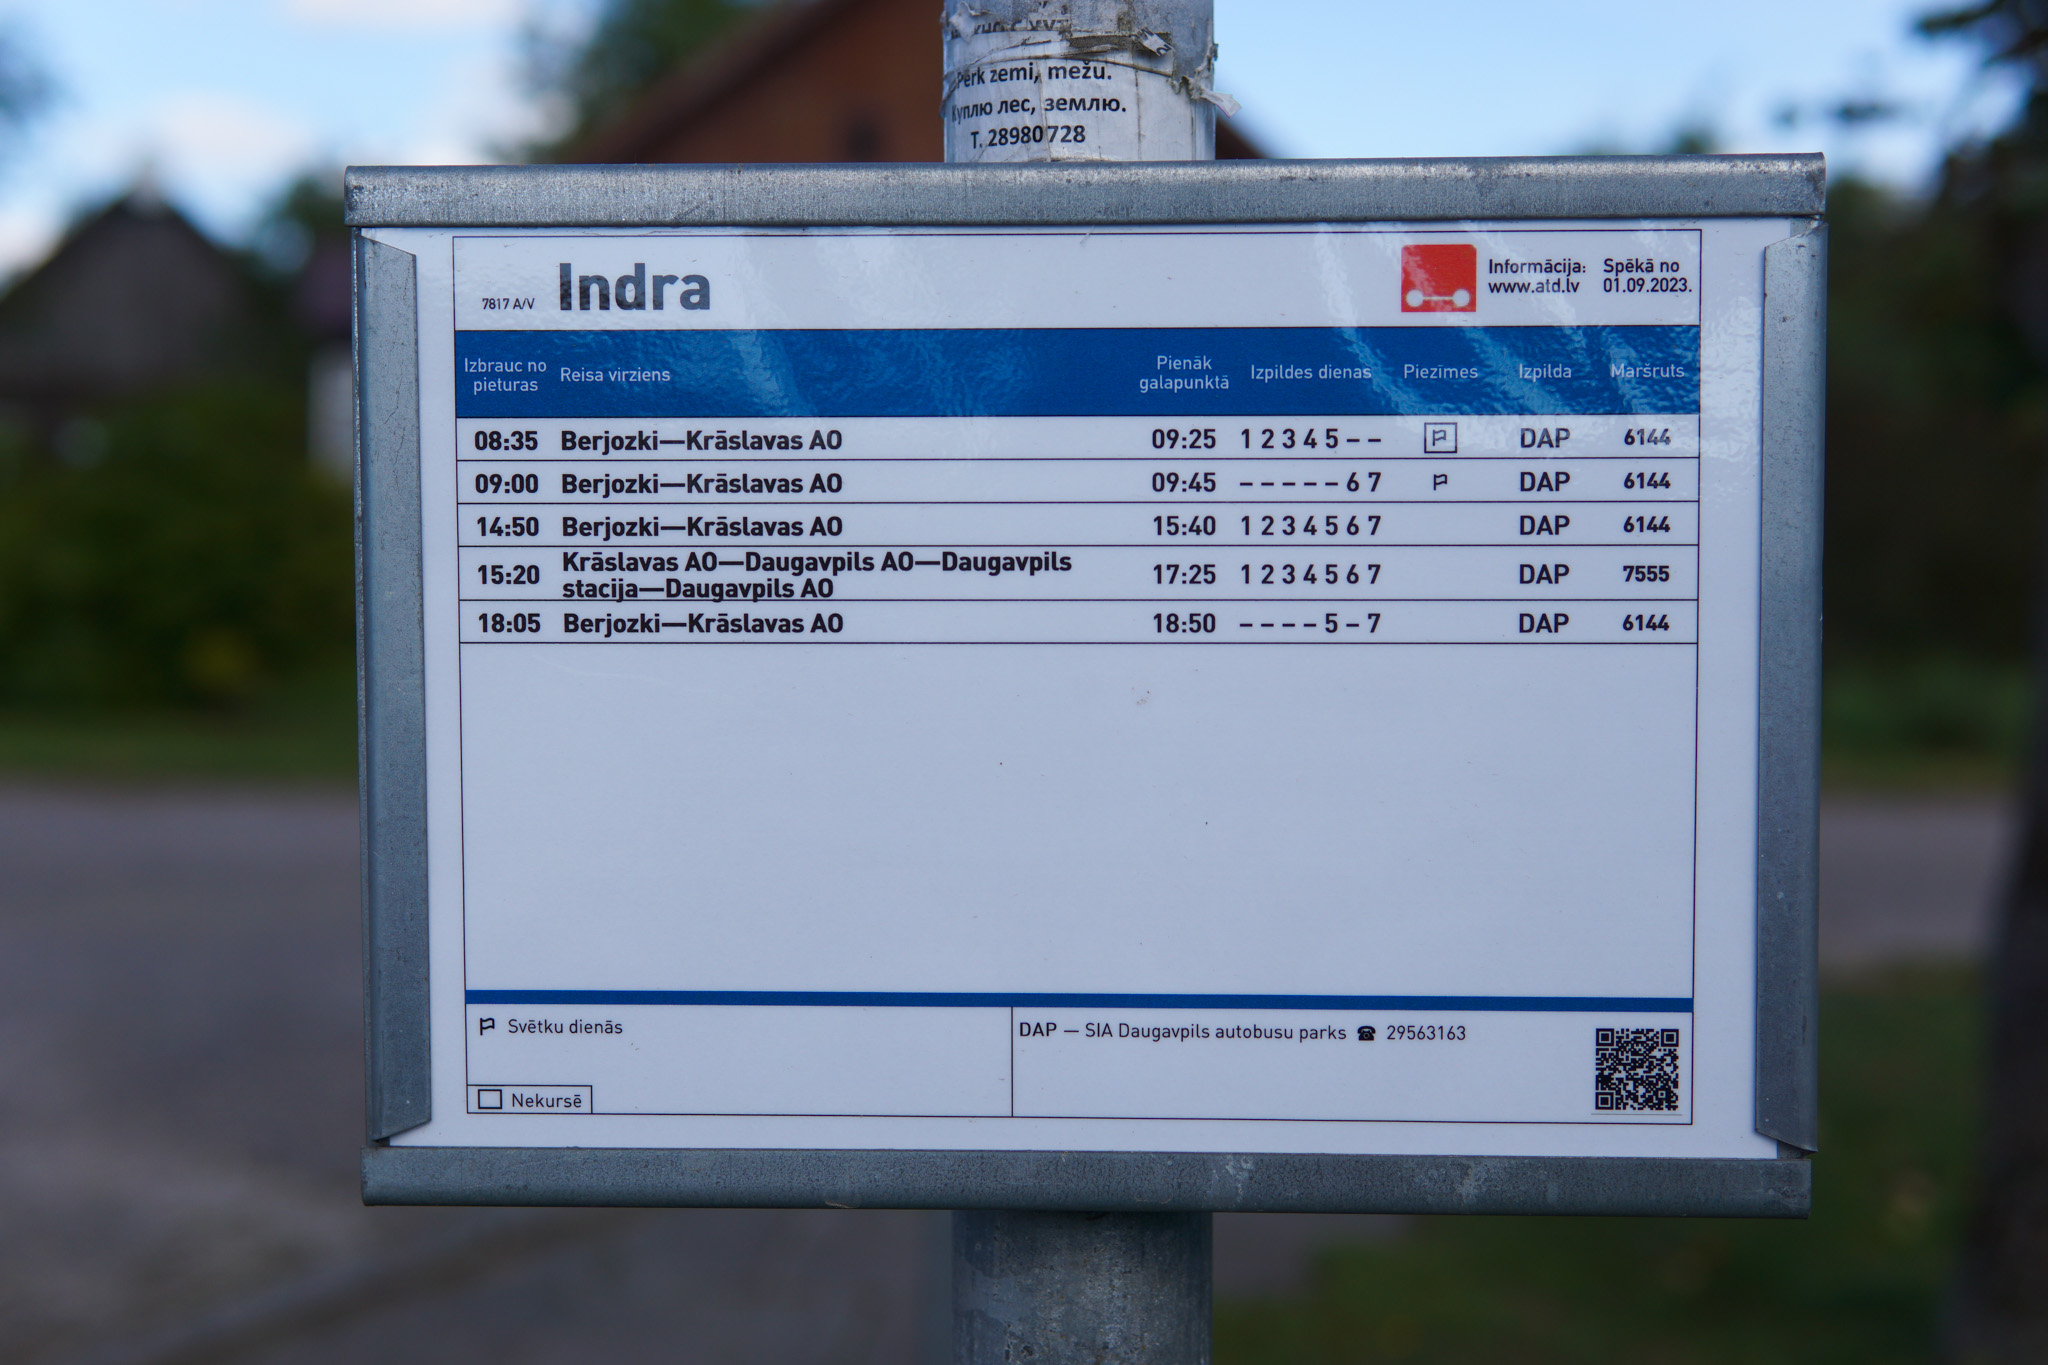 Pērk zemi, mežu.
Куплю лес, землю.
Т. 28980728
7817 A/V Indra
Informācija: Spēkā no
www.atd.lv 01.09.2023.
Izbrauc no pieturas Reisa virziens Pienāk galapunktā Izpildes dienas Piezīmes Izpilda Maršruts
08:35 Berjozki—Krāslavas AO 09:25 1 2 3 4 5 – – DAP 6144
09:00 Berjozki—Krāslavas AO 09:45 – – – – – 6 7 DAP 6144
14:50 Berjozki—Krāslavas AO 15:40 1 2 3 4 5 6 7 DAP 6144
15:20 Krāslavas AO—Daugavpils AO—Daugavpils
stacija—Daugavpils AO 17:25 1 2 3 4 5 6 7 DAP 7555
18:05 Berjozki—Krāslavas AO 18:50 – – – – 5 – 7 DAP 6144
Svētku dienās
Nekursē
DAP — SIA Daugavpils autobusu parks ☎ 29563163